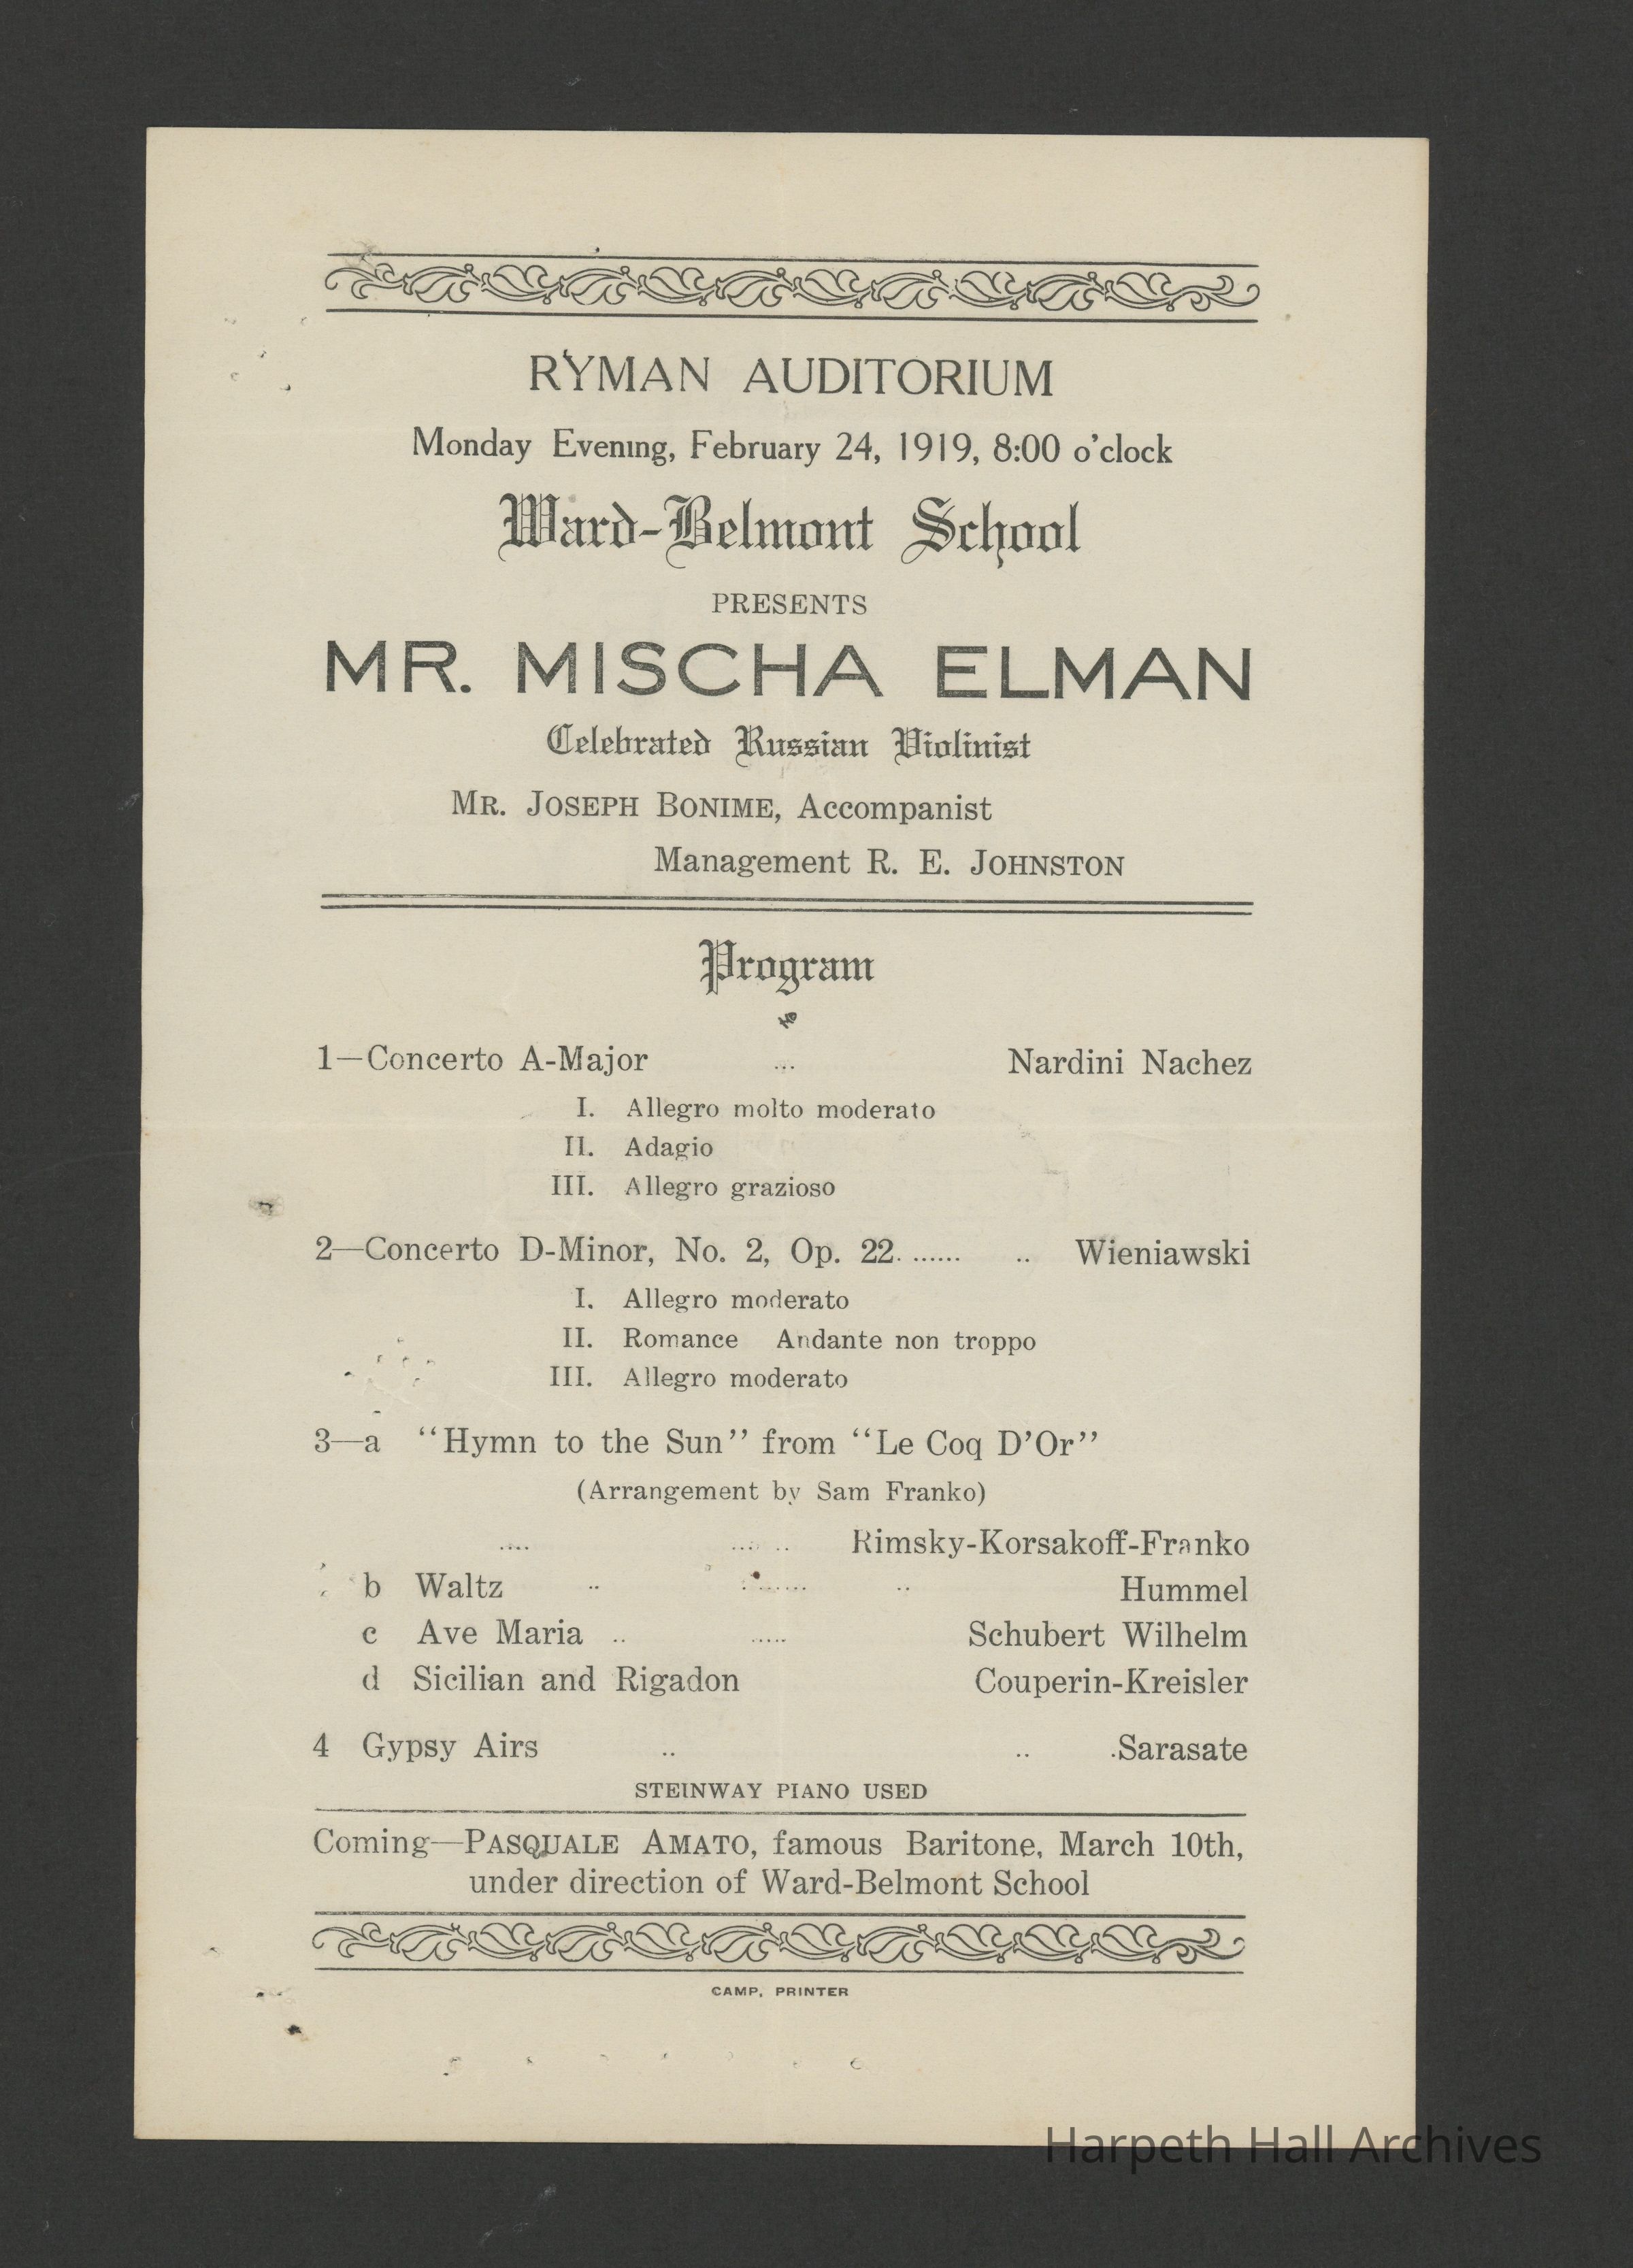 RYMAN AUDITORIUM
Monday Evening, February 24, 1919, 8:00 o'clock
Ward-Belmont School
PRESENTS
MR. MISCHA ELMAN
Celebrated Russian Violinist
MR. JOSEPH BONIME, Accompanist
Management R. E. JOHNSTON
Program
1—Concerto A-Major ... Nardini Nachez
I. Allegro molto moderato
II. Adagio
III. Allegro grazioso
2—Concerto D-Minor, No. 2, Op. 22. ...... .. Wieniawski
I. Allegro moderato
II. Romance Andante non troppo
III. Allegro moderato
3—a "Hymn to the Sun" from "Le Coq D'Or"
(Arrangement by Sam Franko)
.... ... .. Rimsky-Korsakoff-Franko
b Waltz .. ....... .. Hummel
c Ave Maria .. ..... Schubert Wilhelm
d Sicilian and Rigadon Couperin-Kreisler
4 Gypsy Airs .. .. .Sarasate
STEINWAY PIANO USED
Coming—PASQUALE AMATO, famous Baritone, March 10th,
under direction of Ward-Belmont School
CAMP, PRINTER
Harpeth Hall Archives